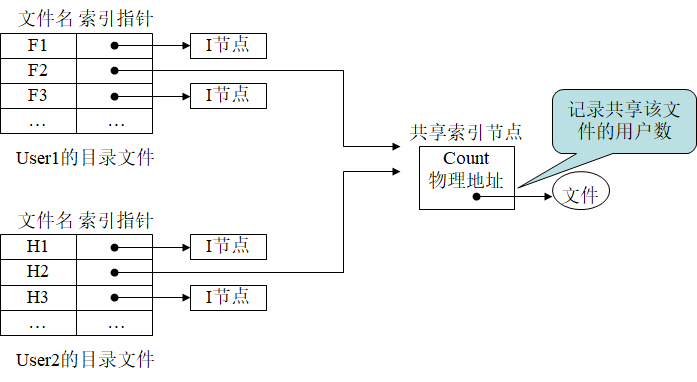 文件名 索引指针
F1
I节点
F2
F3
I节点
… …
User1的目录文件
共享索引节点
Count
物理地址
记录共享该文
件的用户数
文件
文件名 索引指针
H1
I节点
H2
H3
I节点
… …
User2的目录文件